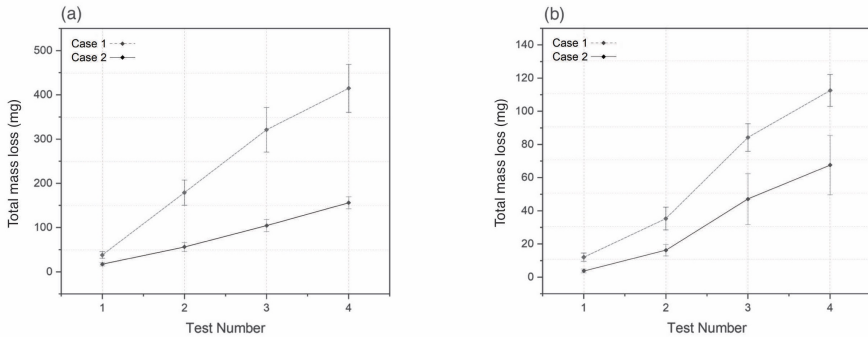 (a)
Case 1
Case 2
500
400
300
200
100
0
1 2 3 4
Total mass loss (mg)
Test Number
(b)
Case 1
Case 2
140
120
100
80
60
40
20
0
1 2 3 4
Total mass loss (mg)
Test Number